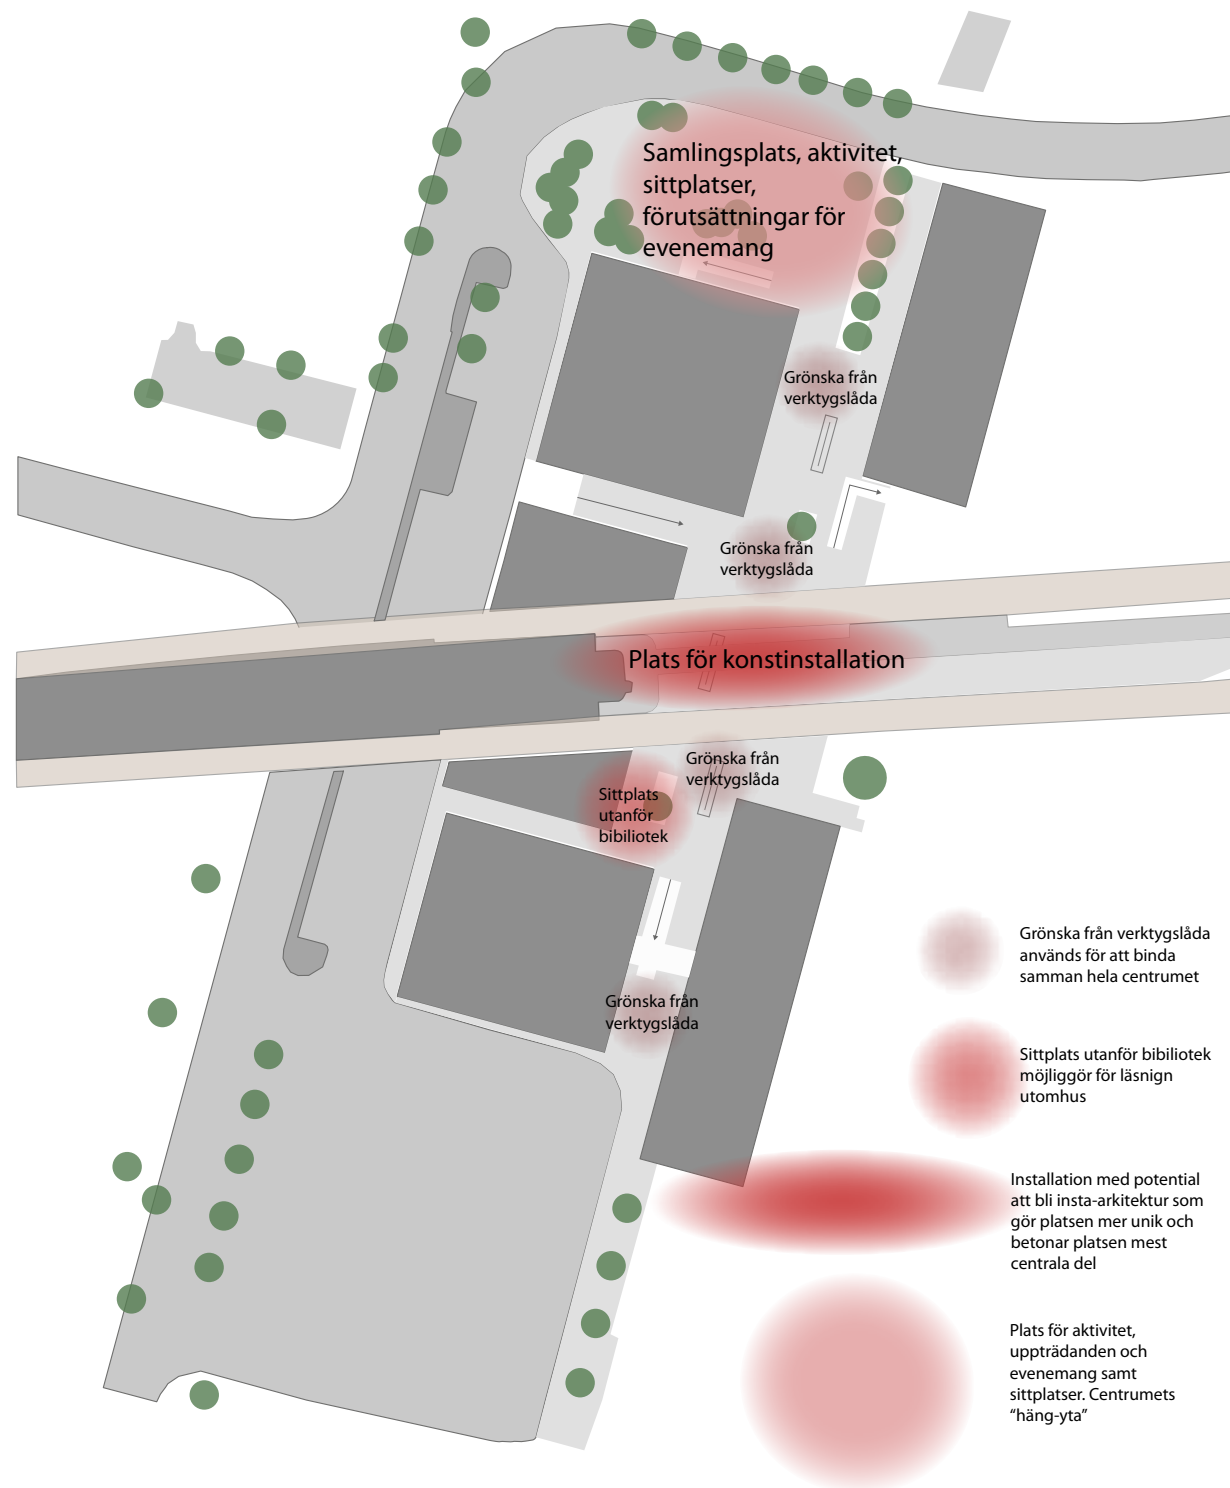 Samlingsplats, aktivitet,
sittplatser,
förutsättningar för
evenemang
Grönska från
verktygslåda
Grönska från
verktygslåda
Plats för konstinstallation
Grönska från
verktygslåda
Sittplats
utanför
bibiliotek
Grönska från
verktygslåda
Grönska från verktygslåda
används för att binda
samman hela centrumet
Sittplats utanför bibiliotek
möjliggör för läsnign
utomhus
Installation med potential
att bli insta-arkitektur som
gör platsen mer unik och
betonar platsen mest
centrala del
Plats för aktivitet,
uppträdanden och
evenemang samt
sittplatser. Centrumets
“häng-yta”